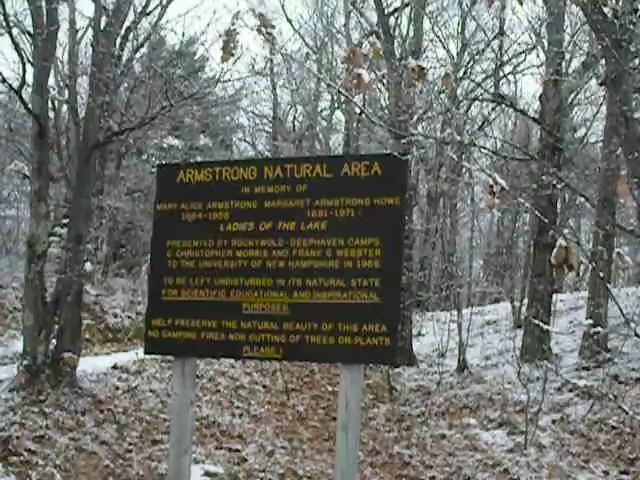 ARMSTRONG NATURAL AREA
IN MEMORY OF
MARY ALICE ARMSTRONG MARGARET ARMSTRONG HOWE
1884-1958 1881-1971
LADIES OF THE LAKE
PRESENTED BY ROCKYWOLD-DEEPHAVEN CAMPS,
C CHRISTOPHER MORRIS AND FRANK G WEBSTER
TO THE UNIVERSITY OF NEW HAMPSHIRE IN
TO BE LEFT UNDISTURBED IN ITS NATURAL STATE
FOR SCIENTIFIC EDUCATIONAL AND INSPIRATIONAL
PURPOSES
HELP PRESERVE THE NATURAL BEAUTY OF THIS AREA
NO CAMPING FIRES NOR CUTTING OF TREES OR PLANTS
PLEASE!